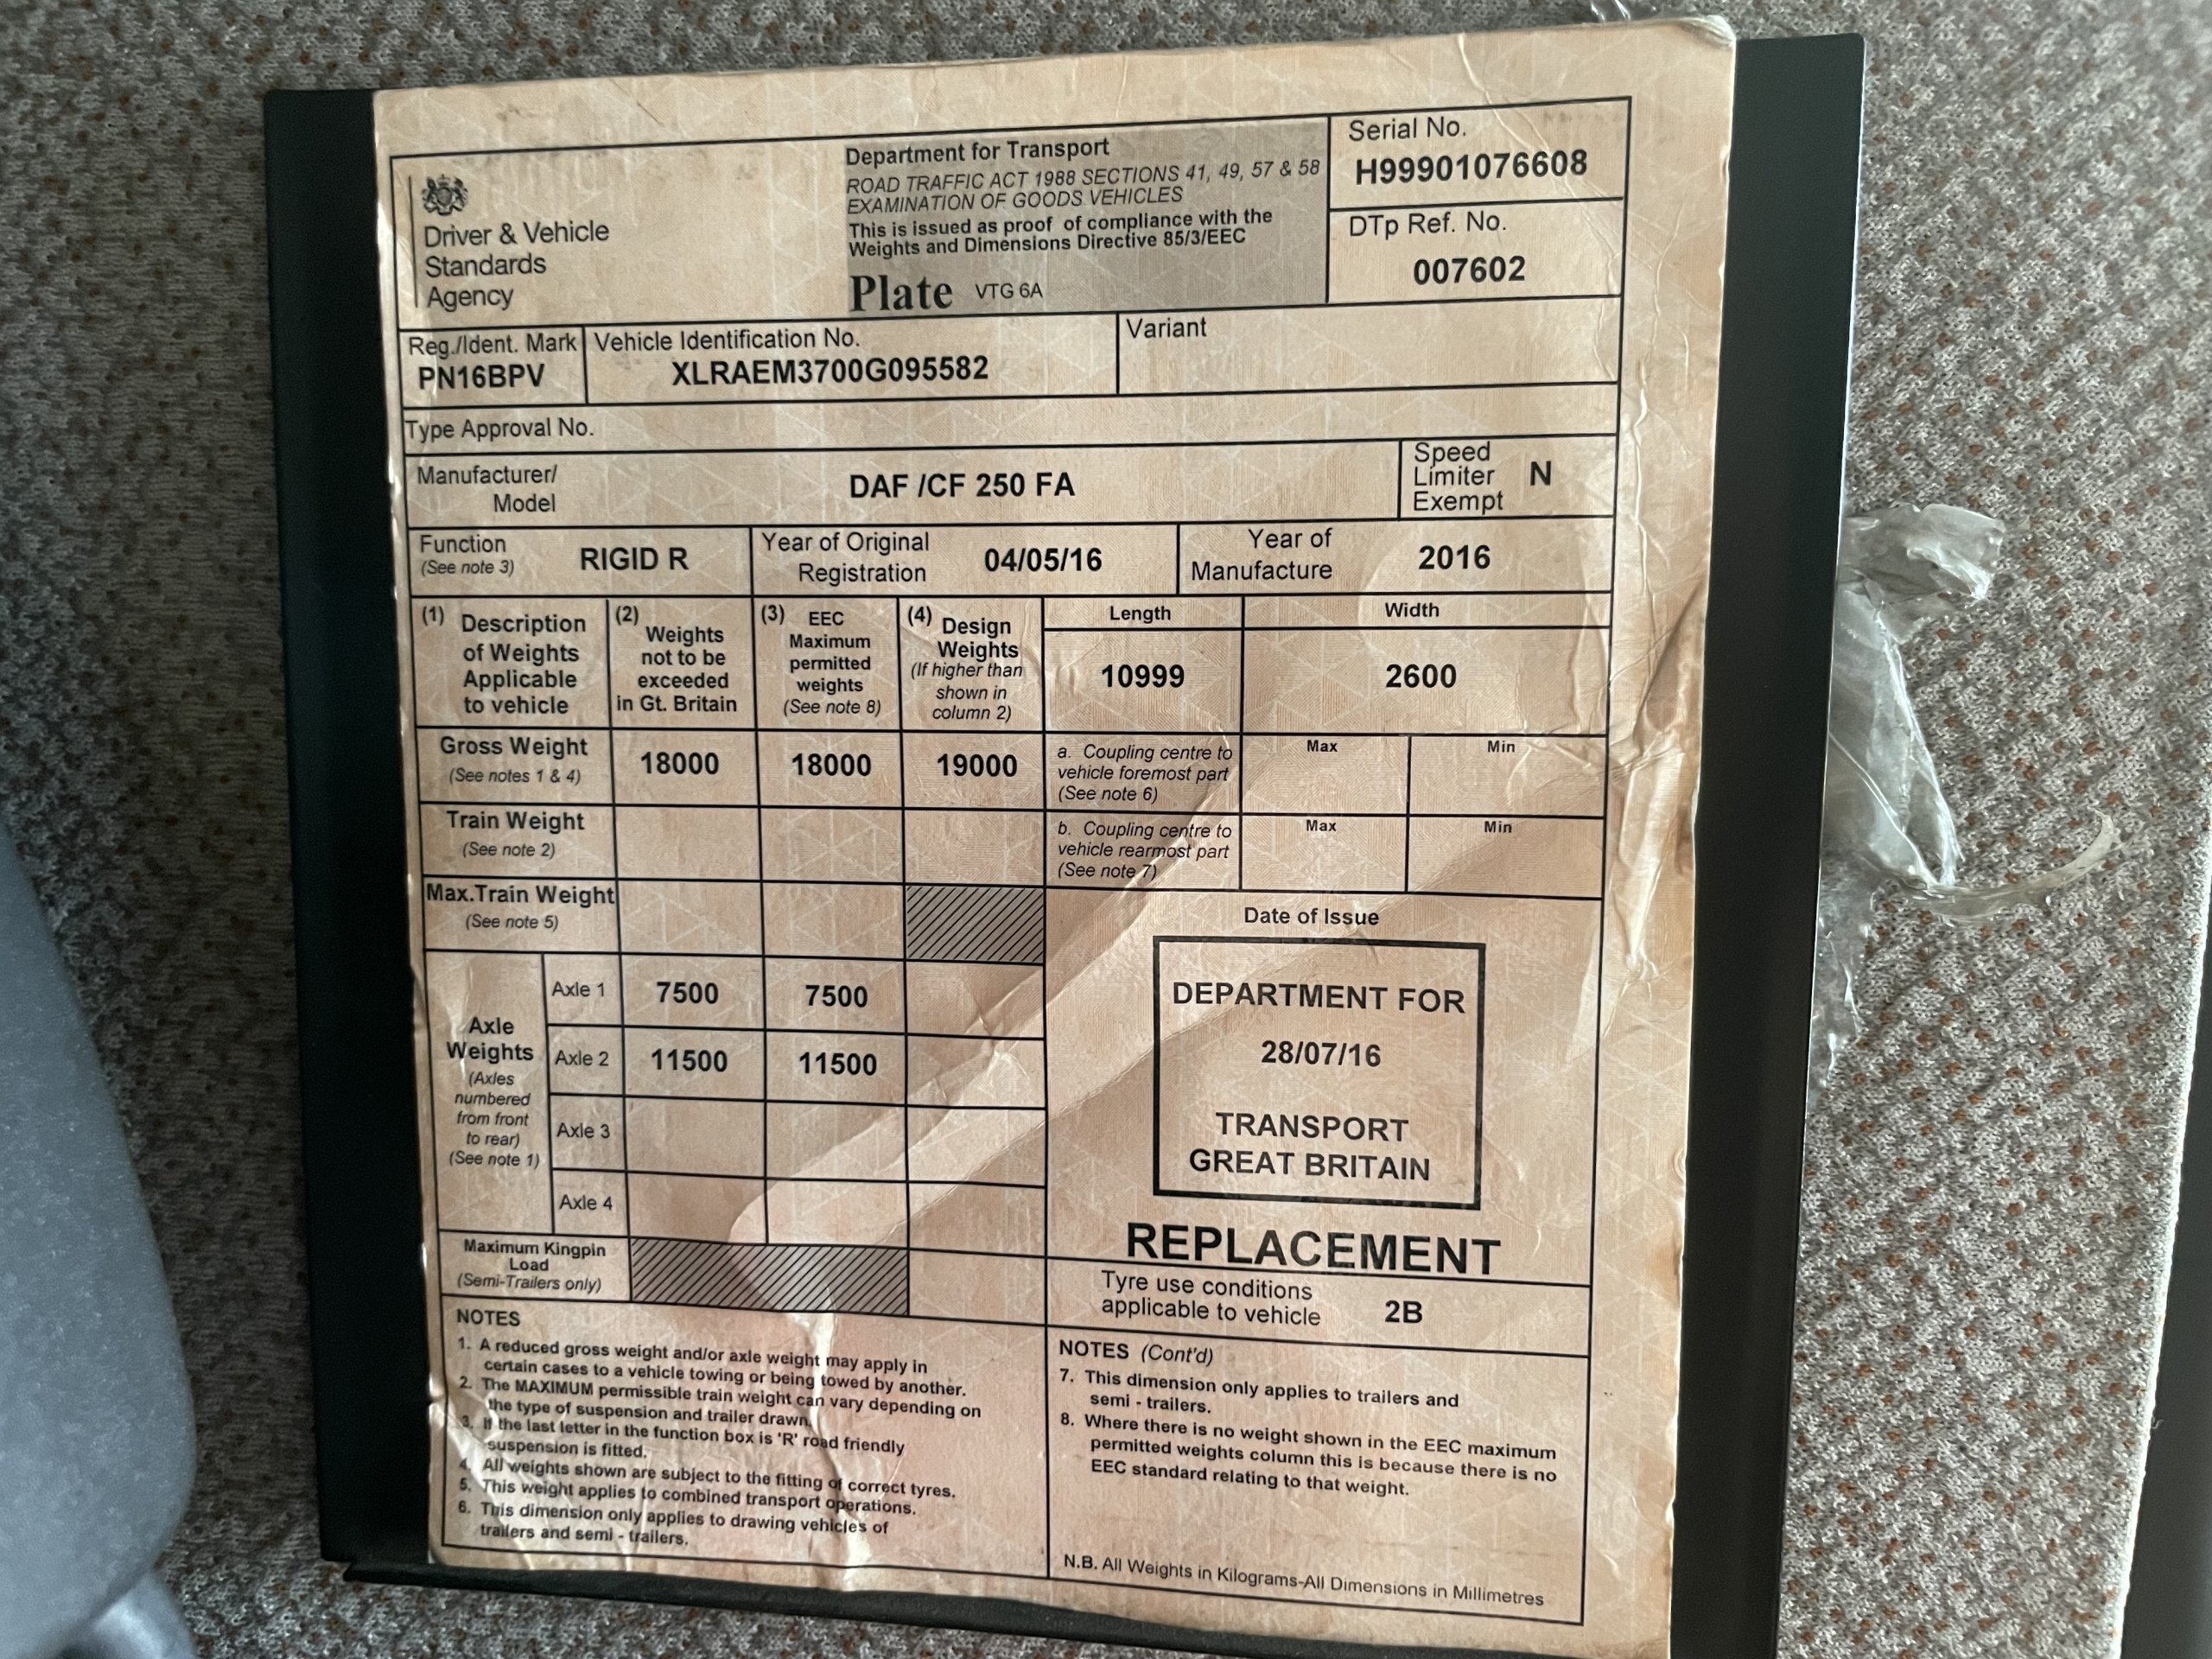 Driver & Vehicle
Standards
Agency
Department for Transport
ROAD TRAFFIC ACT 1988 SECTIONS 41, 49, 57 & 58
EXAMINATION OF GOODS VEHICLES
This is issued as proof of compliance with the
Weights and Dimensions Directive 85/3/EEC
Plate VTG 6A
Serial No.
H99901076608
DTp Ref. No.
007602
Reg./Ident. Mark
PN16BPV
Vehicle Identification No.
XLRAEM3700G095582
Variant
Type Approval No.
Manufacturer/
Model
DAF /CF 250 FA
Speed
Limiter
Exempt
N
Function
(See note 3)
RIGID R
Year of Original
Registration
04/05/16
Year of
Manufacture
2016
(1) Description
of Weights
Applicable
to vehicle
(2) Weights
not to be
exceeded
in Gt. Britain
(3) EEC
Maximum
permitted
weights
(See note 8)
(4) Design
Weights
(If higher than
shown in
column 2)
Length
10999
Width
2600
Gross Weight
(See notes 1 & 4)
18000
18000
19000
a. Coupling centre to
vehicle foremost part
(See note 6)
Max
Min
Train Weight
(See note 2)
b. Coupling centre to
vehicle rearmost part
(See note 7)
Max
Min
Max.Train Weight
(See note 5)
Axle
Weights
(Axles
numbered
from front
to rear)
(See note 1)
Axle 1
7500
7500
Axle 2
11500
11500
Axle 3
Axle 4
Maximum Kingpin
Load
(Semi-Trailers only)
Date of Issue
DEPARTMENT FOR
28/07/16
TRANSPORT
GREAT BRITAIN
REPLACEMENT
Tyre use conditions
applicable to vehicle
2B
NOTES
1. A reduced gross weight and/or axle weight may apply in
certain cases to a vehicle towing or being towed by another.
2. The MAXIMUM permissible train weight can vary depending on
the type of suspension and trailer drawn.
3. If the last letter in the function box is 'R' road friendly
suspension is fitted.
4. All weights shown are subject to the fitting of correct tyres.
5. This weight applies to combined transport operations.
6. This dimension only applies to drawing vehicles of
trailers and semi - trailers.
NOTES (Cont'd)
7. This dimension only applies to trailers and
semi - trailers.
8. Where there is no weight shown in the EEC maximum
permitted weights column this is because there is no
EEC standard relating to that weight.
N.B. All Weights in Kilograms-All Dimensions in Millimetres